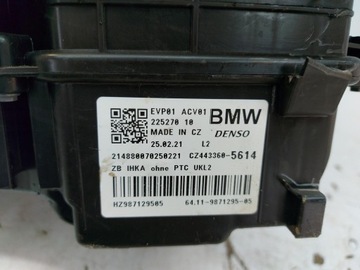 EVP01 ACV01 BMW
225270 10
MADE IN CZ DENSO
25.02.21 L2
214880070250221 CZ443360-5614
ZB IHKA ohne PTC UKL2
HZ987129505 64.11-9871295-05